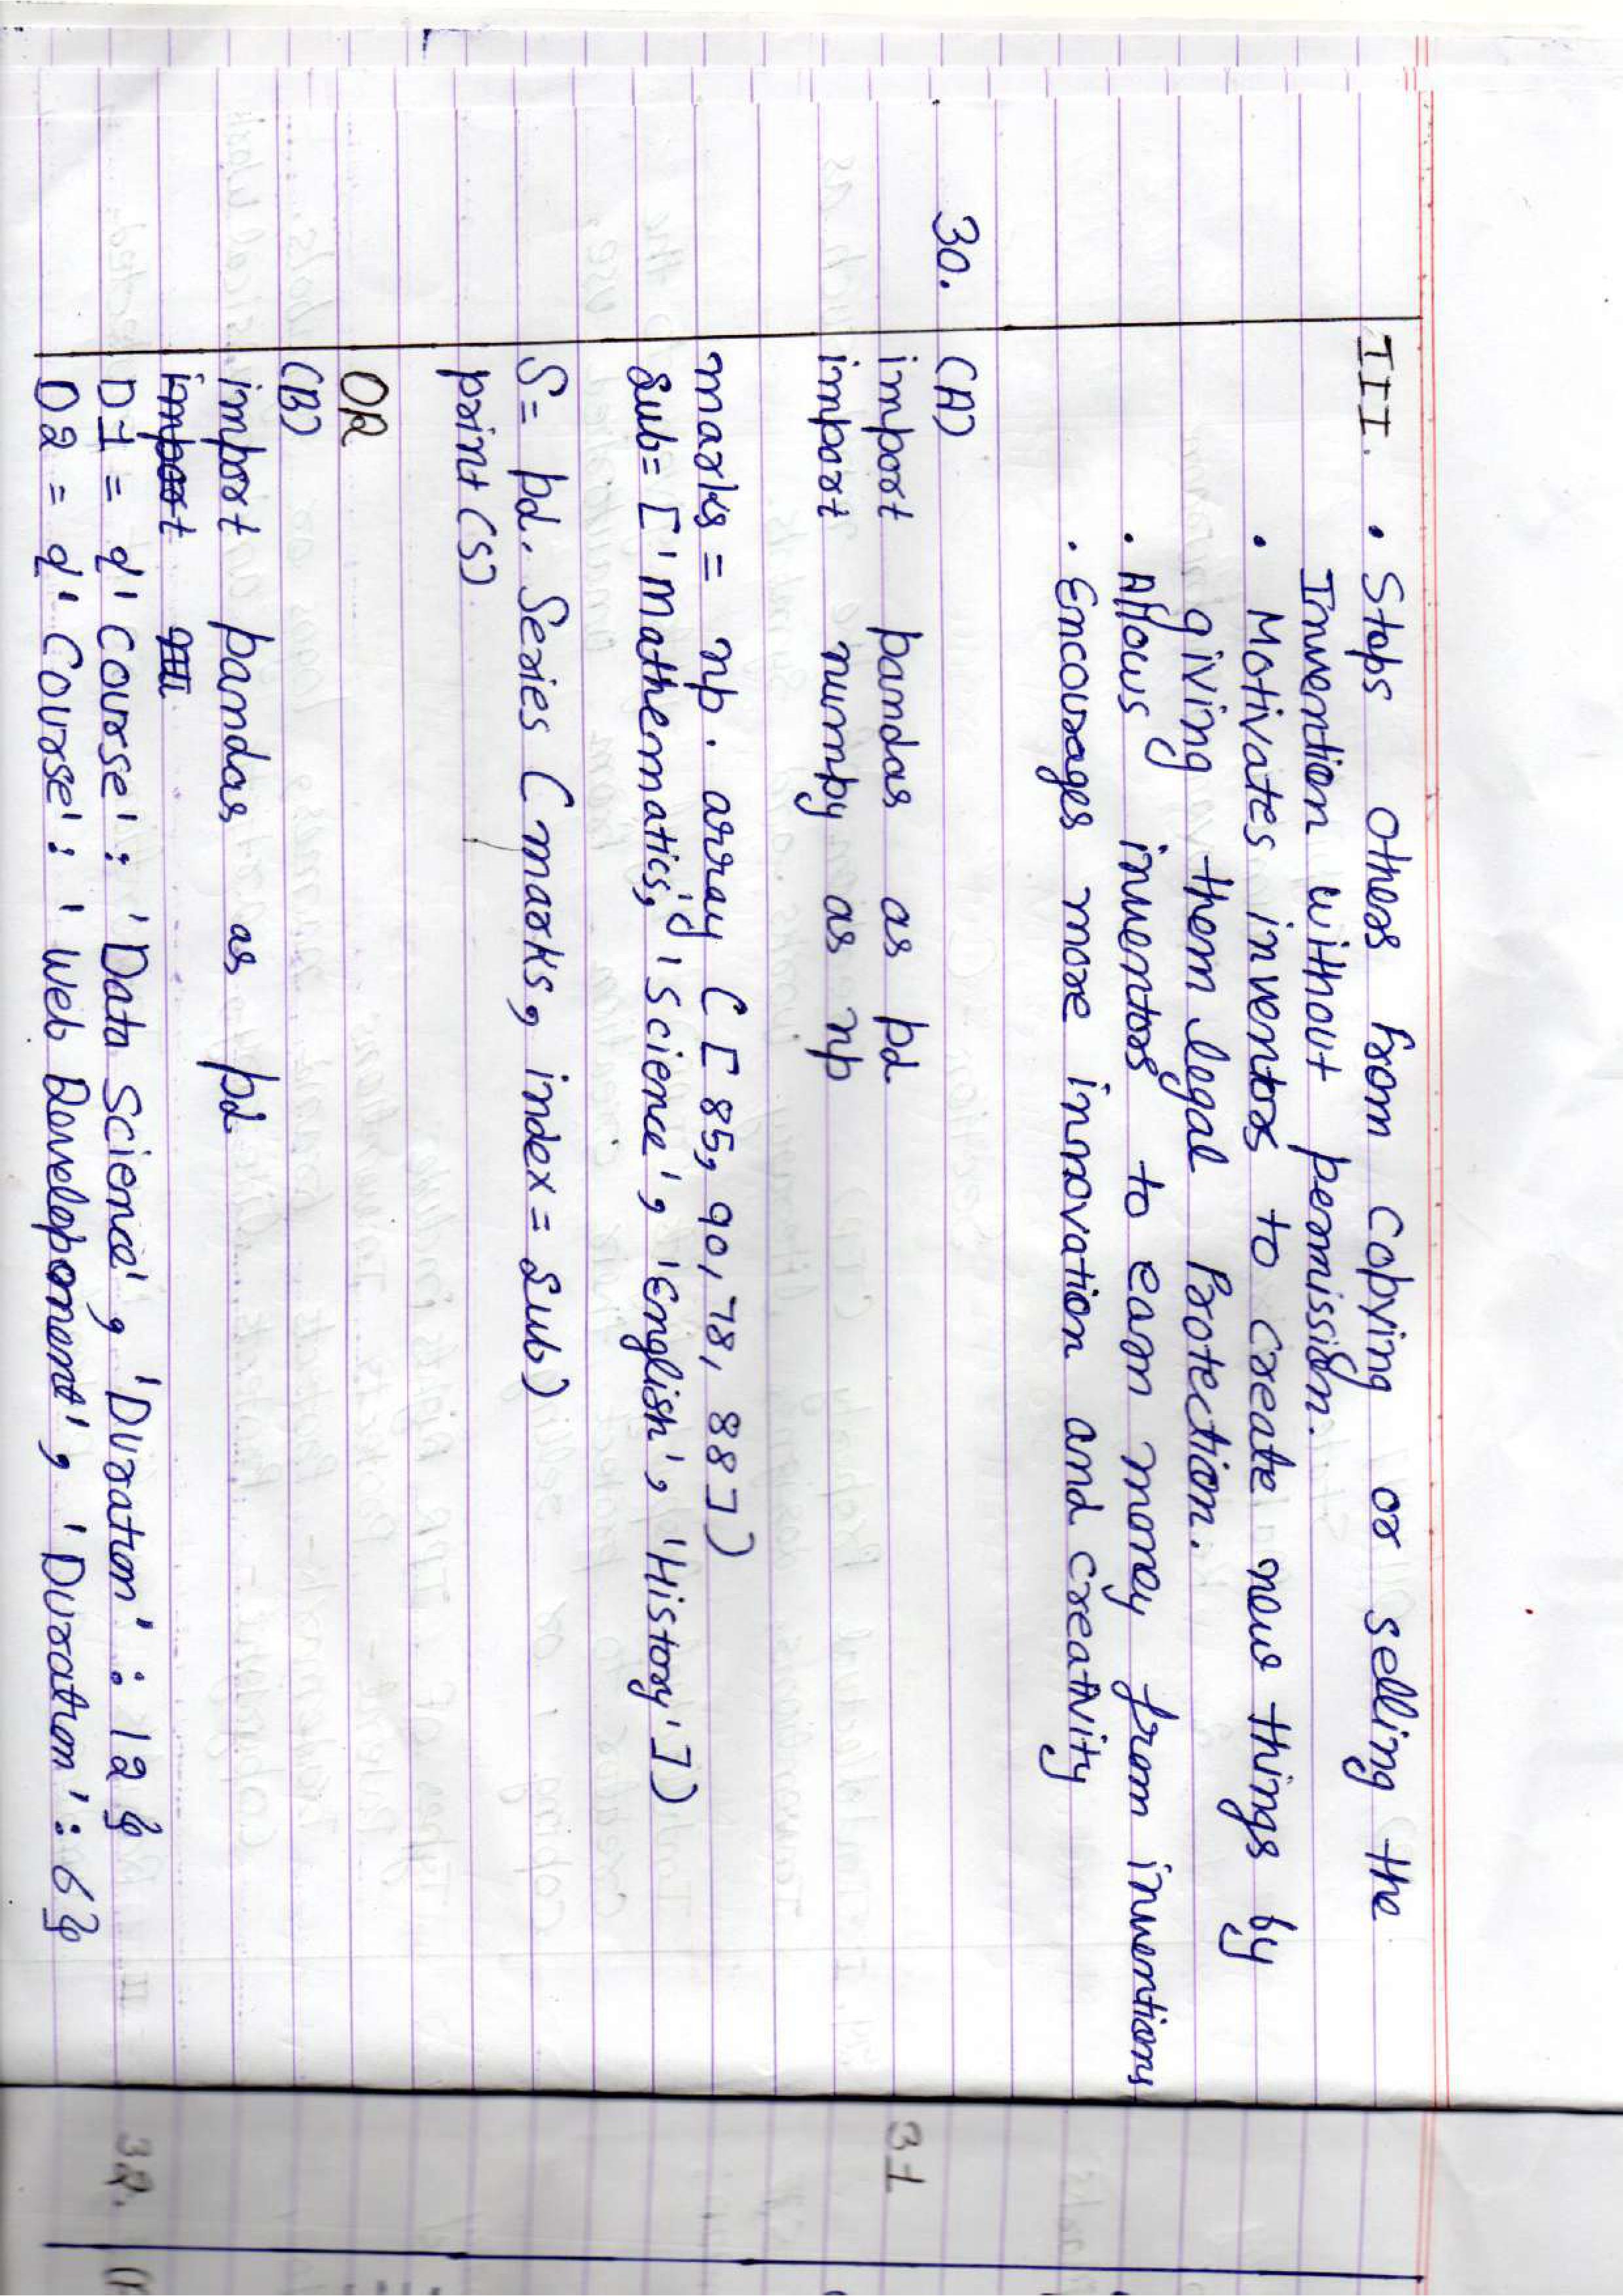 III. • Stops others from Copying or selling the
Invention without permission.
• Motivates inventors to create new things by
giving them legal Protection.
• Allows inventors to earn money from inventions
• Encourages more innovation and creativity
30. (A)
import pandas as pd
import numpy as np
marks = np. array ([85, 90, 78, 88])
Sub= ['Mathematics', 'Science', 'English', 'History'])
S= pd. Series (marks, index = Sub)
print (S)
OR
(B)
import pandas as pd
import
D1 = {'Course': 'Data Science', 'Duration' : 12}
D2 = {'Course': 'Web Development', 'Duration': 6}
31
32.